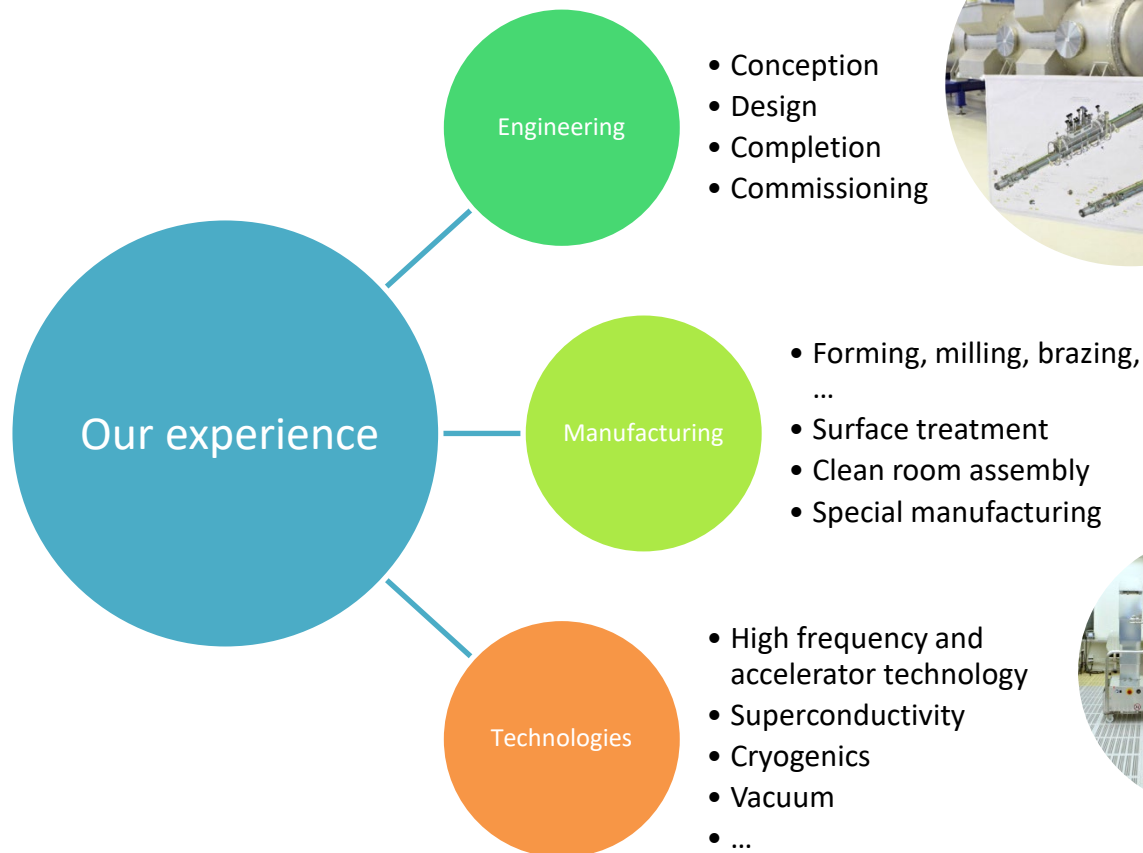 Our experience
Engineering
• Conception
• Design
• Completion
• Commissioning
Manufacturing
• Forming, milling, brazing,
…
• Surface treatment
• Clean room assembly
• Special manufacturing
Technologies
• High frequency and
accelerator technology
• Superconductivity
• Cryogenics
• Vacuum
• …